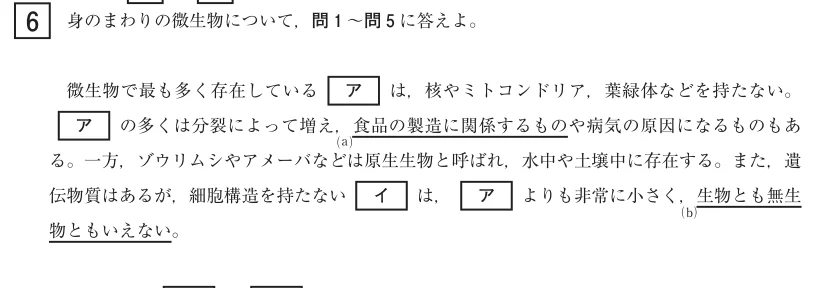 6 身のまわりの微生物について，問1～問5に答えよ。
微生物で最も多く存在している ア は，核やミトコンドリア，葉緑体などを持たない。
ア の多くは分裂によって増え，食品の製造に関係するものや病気の原因になるものもあ
(a)
る。一方，ゾウリムシやアメーバなどは原生生物と呼ばれ，水中や土壌中に存在する。また，遺
伝物質はあるが，細胞構造を持たない イ は， ア よりも非常に小さく，生物とも無生
(b)
物ともいえない。